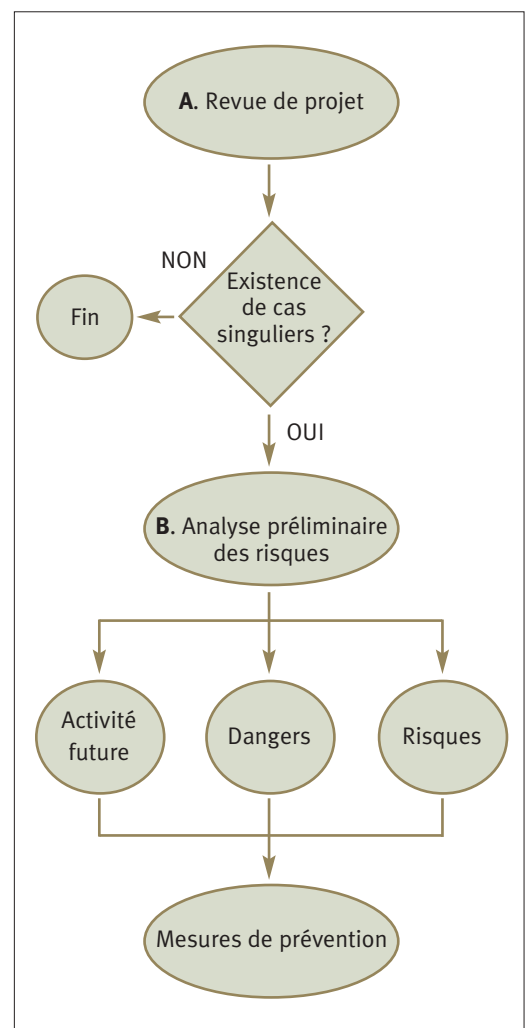 A. Revue de projet
NON
Existence
de cas
singuliers ?
Fin
OUI
B. Analyse préliminaire
des risques
Activité
future
Dangers
Risques
Mesures de prévention